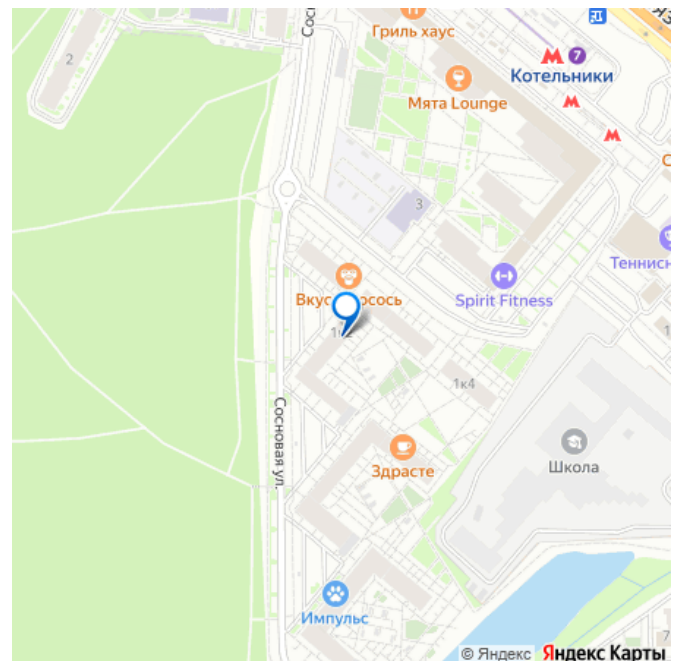 2
Гриль хаус
7
Котельники
Мята Lounge
3
Spirit Fitness
1к4
Сосновая ул.
Школа
Здрасте
Импульс
© Яндекс Яндекс Карты